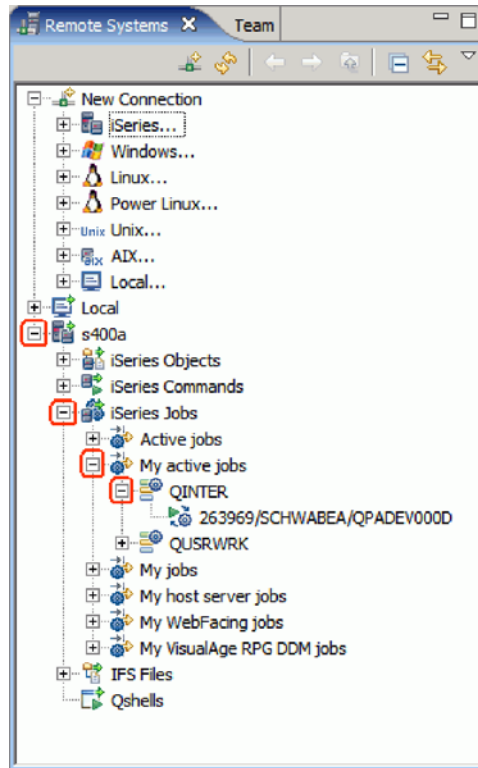 Remote Systems Team
New Connection
iSeries...
Windows...
Linux...
Power Linux...
Unix Unix...
aix AIX...
Local...
Local
s400a
iSeries Objects
iSeries Commands
iSeries Jobs
Active jobs
My active jobs
QINTER
263969/SCHWABEA/QPADEV000D
QUSRWRK
My jobs
My host server jobs
My WebFacing jobs
My VisualAge RPG DDM jobs
IFS Files
Qshells